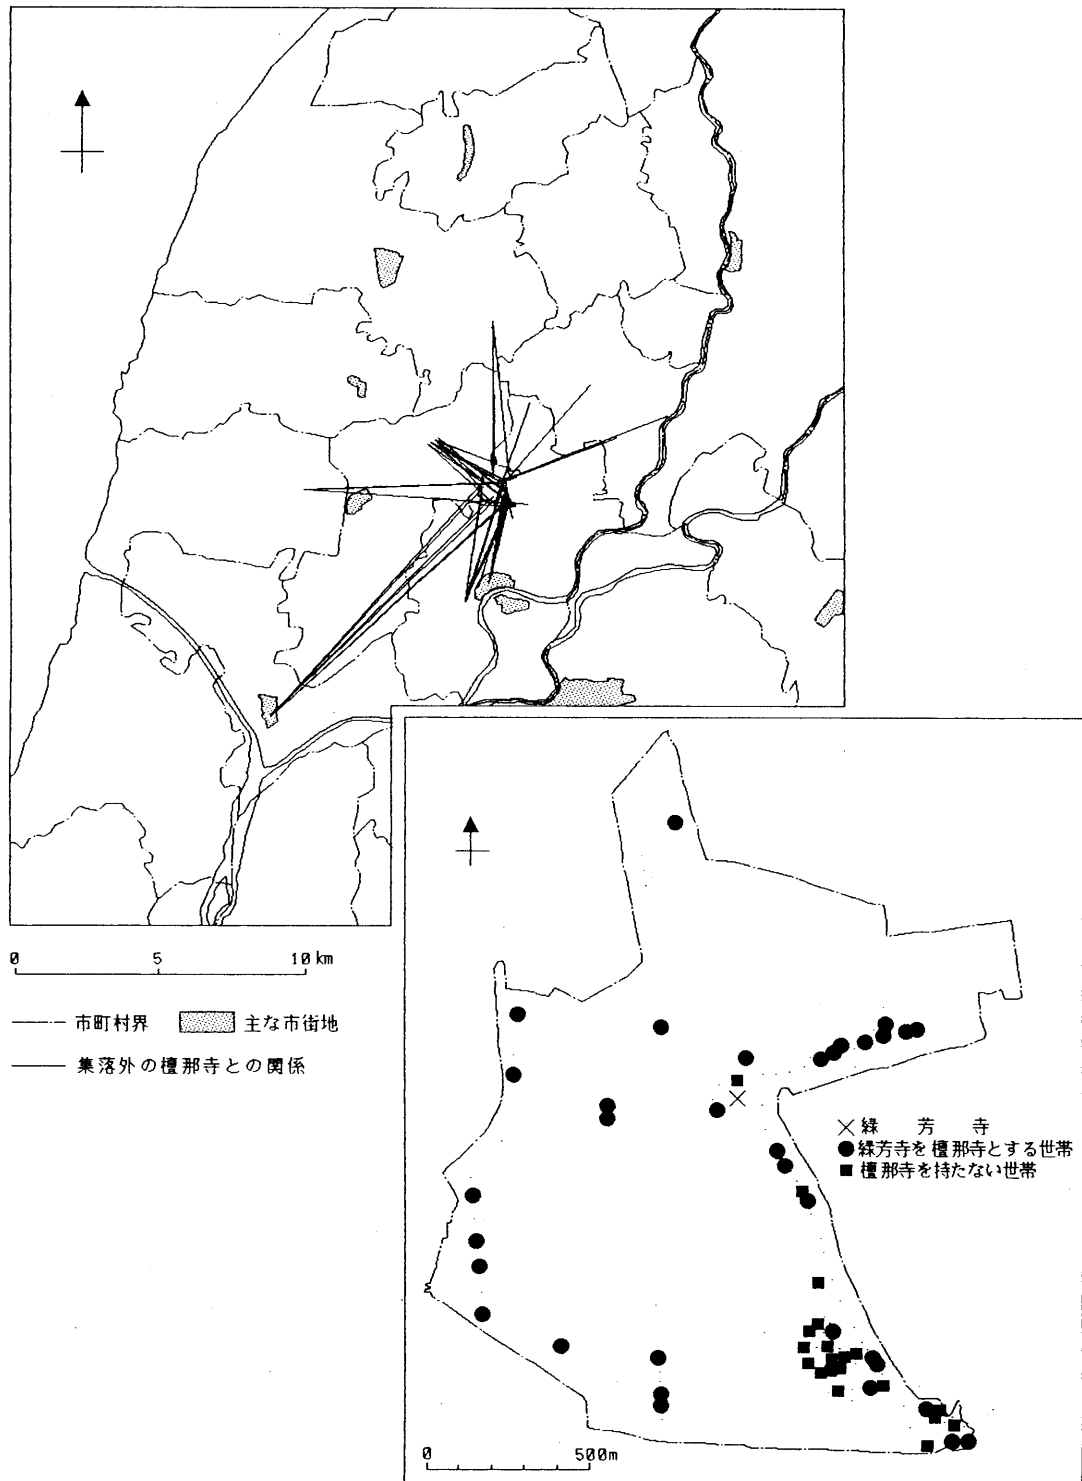 0 5 10 km
市町村界 主な市街地
集落外の檀那寺との関係
緑芳寺
緑芳寺を檀那寺とする世帯
檀那寺を持たない世帯
0 500m